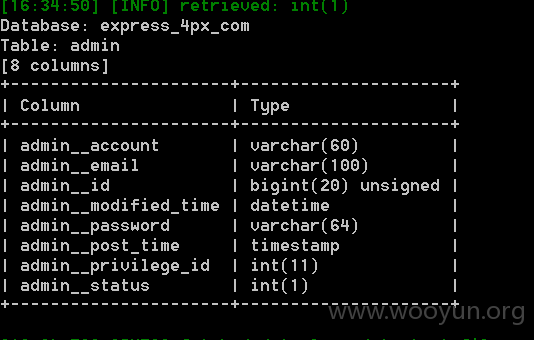 [16:34:50] [INFO] retrieved: int(1)
Database: express_4px_com
Table: admin
[8 columns]
+----------------------+---------------------+
| Column               | Type                |
+----------------------+---------------------+
| admin__account       | varchar(60)         |
| admin__email         | varchar(100)        |
| admin__id            | bigint(20) unsigned |
| admin__modified_time | datetime            |
| admin__password      | varchar(64)         |
| admin__post_time     | timestamp           |
| admin__privilege_id  | int(11)             |
| admin__status        | int(1)              |
+----------------------+---------------------+
www.wooyun.org